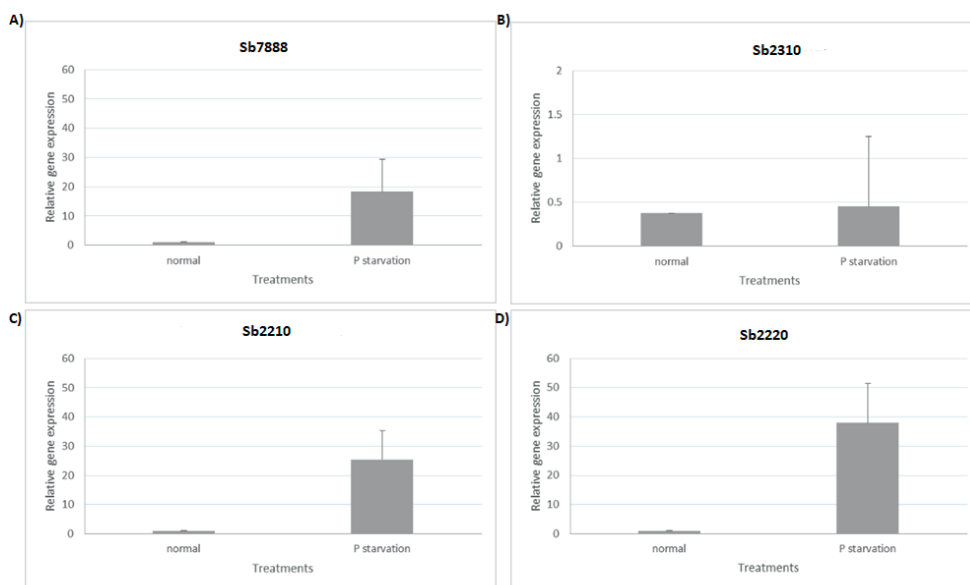 A)
Sb7888
Relative gene expression
60
50
40
30
20
10
0
normal
P starvation
Treatments
B)
Sb2310
Relative gene expression
2
1.5
1
0.5
0
normal
P starvation
Treatments
C)
Sb2210
Relative gene expression
60
50
40
30
20
10
0
normal
P starvation
Treatments
D)
Sb2220
Relative gene expression
60
50
40
30
20
10
0
normal
P starvation
Treatments